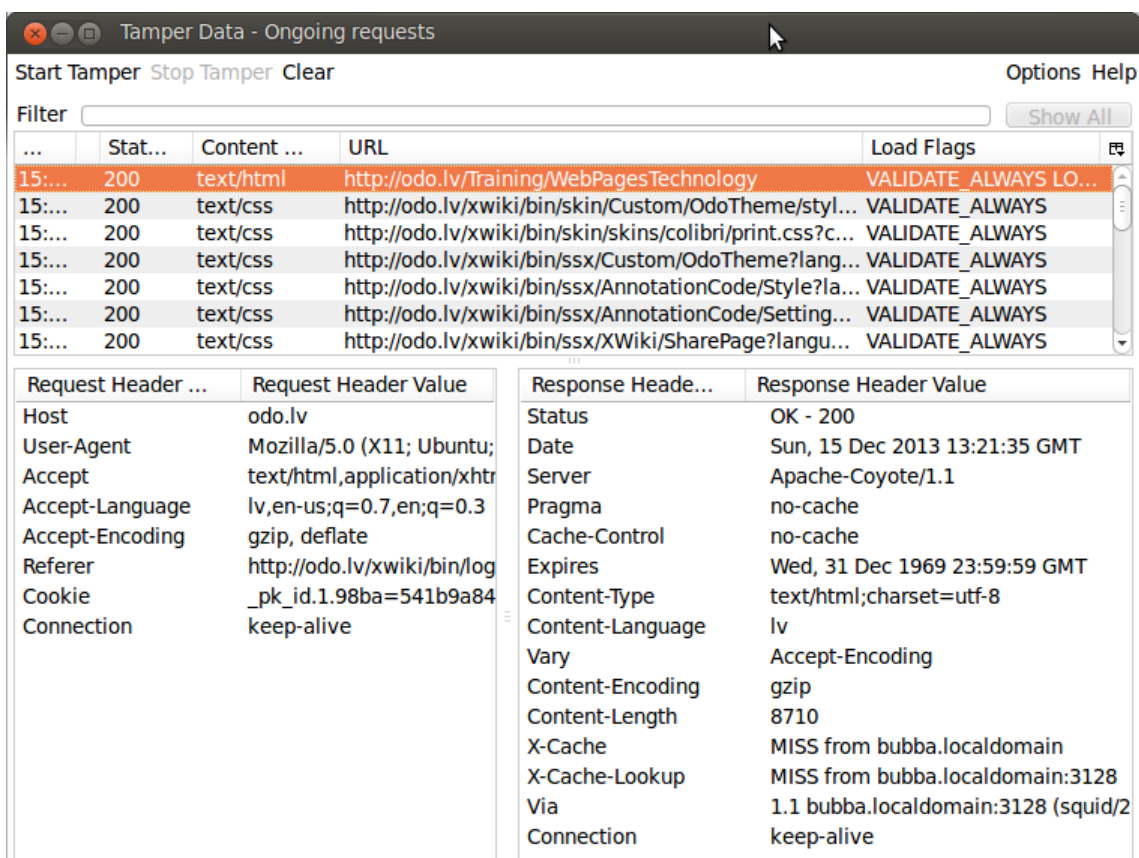 Tamper Data - Ongoing requests
Start Tamper Stop Tamper Clear Options Help
Filter Show All
... Stat... Content ... URL Load Flags
15:... 200 text/html http://odo.lv/Training/WebPagesTechnology VALIDATE_ALWAYS LO...
15:... 200 text/css http://odo.lv/xwiki/bin/skin/Custom/OdoTheme/styl... VALIDATE_ALWAYS
15:... 200 text/css http://odo.lv/xwiki/bin/skin/skins/colibri/print.css?c... VALIDATE_ALWAYS
15:... 200 text/css http://odo.lv/xwiki/bin/ssx/Custom/OdoTheme?lang... VALIDATE_ALWAYS
15:... 200 text/css http://odo.lv/xwiki/bin/ssx/AnnotationCode/Style?la... VALIDATE_ALWAYS
15:... 200 text/css http://odo.lv/xwiki/bin/ssx/AnnotationCode/Setting... VALIDATE_ALWAYS
15:... 200 text/css http://odo.lv/xwiki/bin/ssx/XWiki/SharePage?langu... VALIDATE_ALWAYS
Request Header ... Request Header Value
Host odo.lv
User-Agent Mozilla/5.0 (X11; Ubuntu;
Accept text/html,application/xhtr
Accept-Language lv,en-us;q=0.7,en;q=0.3
Accept-Encoding gzip, deflate
Referer http://odo.lv/xwiki/bin/log
Cookie _pk_id.1.98ba=541b9a84
Connection keep-alive
Response Heade... Response Header Value
Status OK - 200
Date Sun, 15 Dec 2013 13:21:35 GMT
Server Apache-Coyote/1.1
Pragma no-cache
Cache-Control no-cache
Expires Wed, 31 Dec 1969 23:59:59 GMT
Content-Type text/html;charset=utf-8
Content-Language lv
Vary Accept-Encoding
Content-Encoding gzip
Content-Length 8710
X-Cache MISS from bubba.localdomain
X-Cache-Lookup MISS from bubba.localdomain:3128
Via 1.1 bubba.localdomain:3128 (squid/2
Connection keep-alive